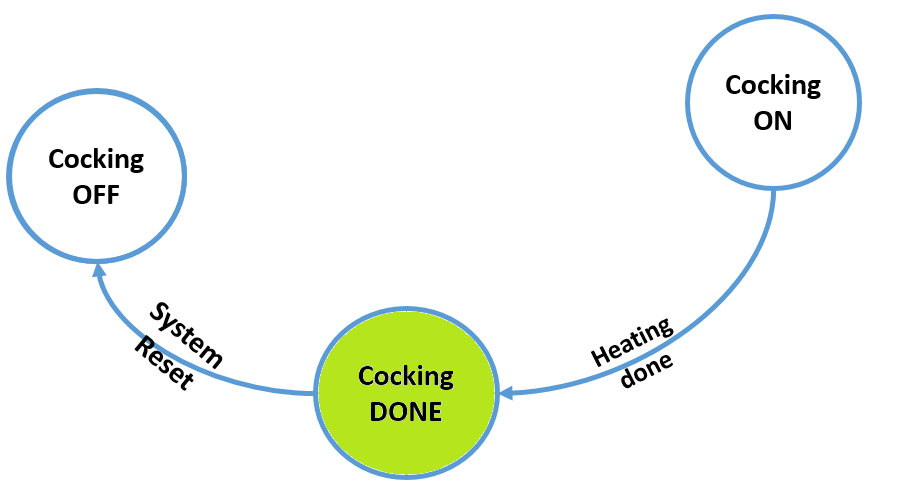 Cocking
ON
Cocking
OFF
System
Reset
Heating
done
Cocking
DONE